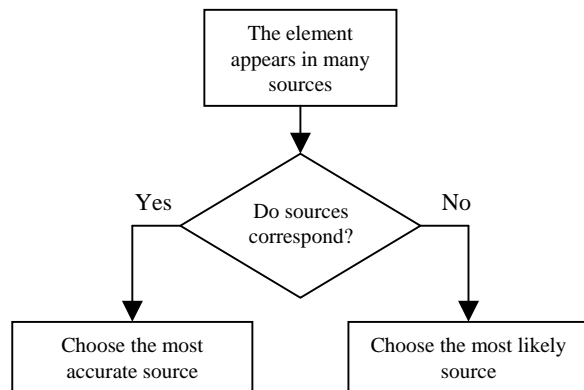 The element
appears in many
sources
Yes
No
Do sources
correspond?
Choose the most
accurate source
Choose the most likely
source